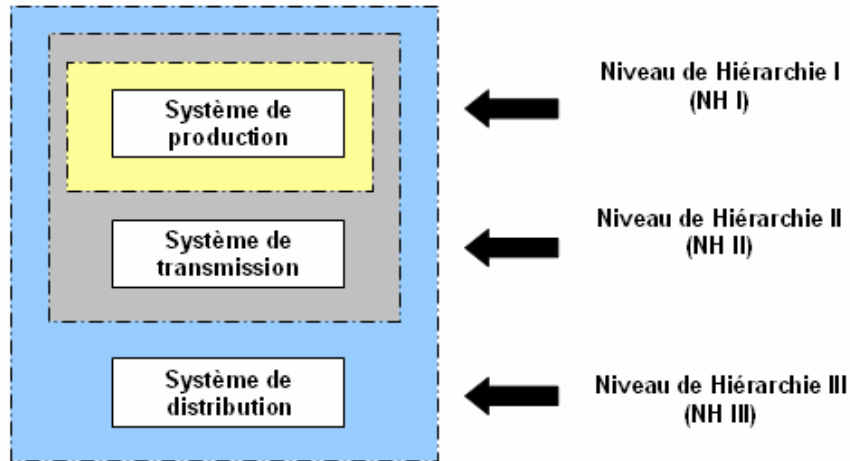 Système de
production
Niveau de Hiérarchie I
(NH I)
Système de
transmission
Niveau de Hiérarchie II
(NH II)
Système de
distribution
Niveau de Hiérarchie III
(NH III)